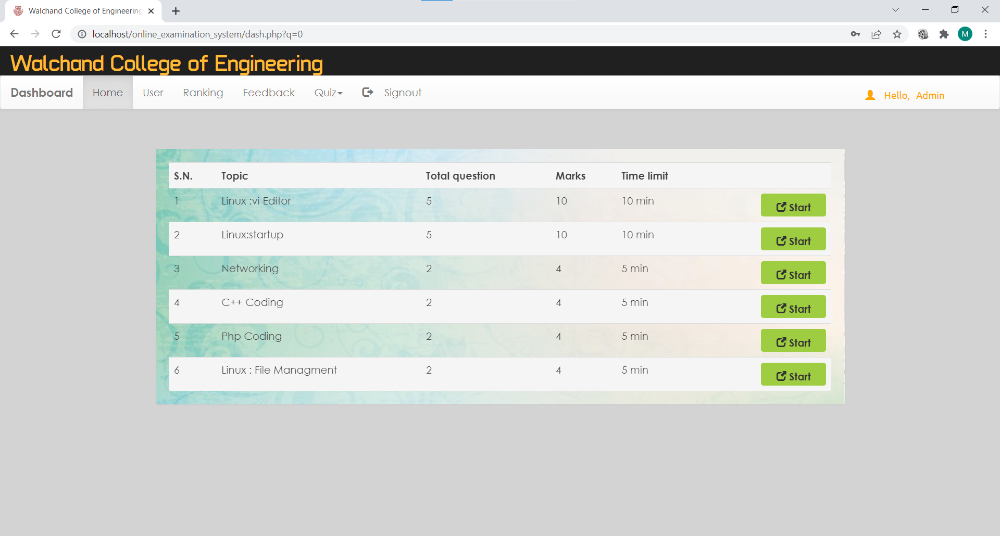 Walchand College of Engineering
localhost/online_examination_system/dash.php?q=0
M
Walchand College of Engineering
Dashboard Home User Ranking Feedback Quiz Signout Hello, Admin
S.N. Topic Total question Marks Time limit
1 Linux :vi Editor 5 10 10 min Start
2 Linux:startup 5 10 10 min Start
3 Networking 2 4 5 min Start
4 C++ Coding 2 4 5 min Start
5 Php Coding 2 4 5 min Start
6 Linux : File Managment 2 4 5 min Start